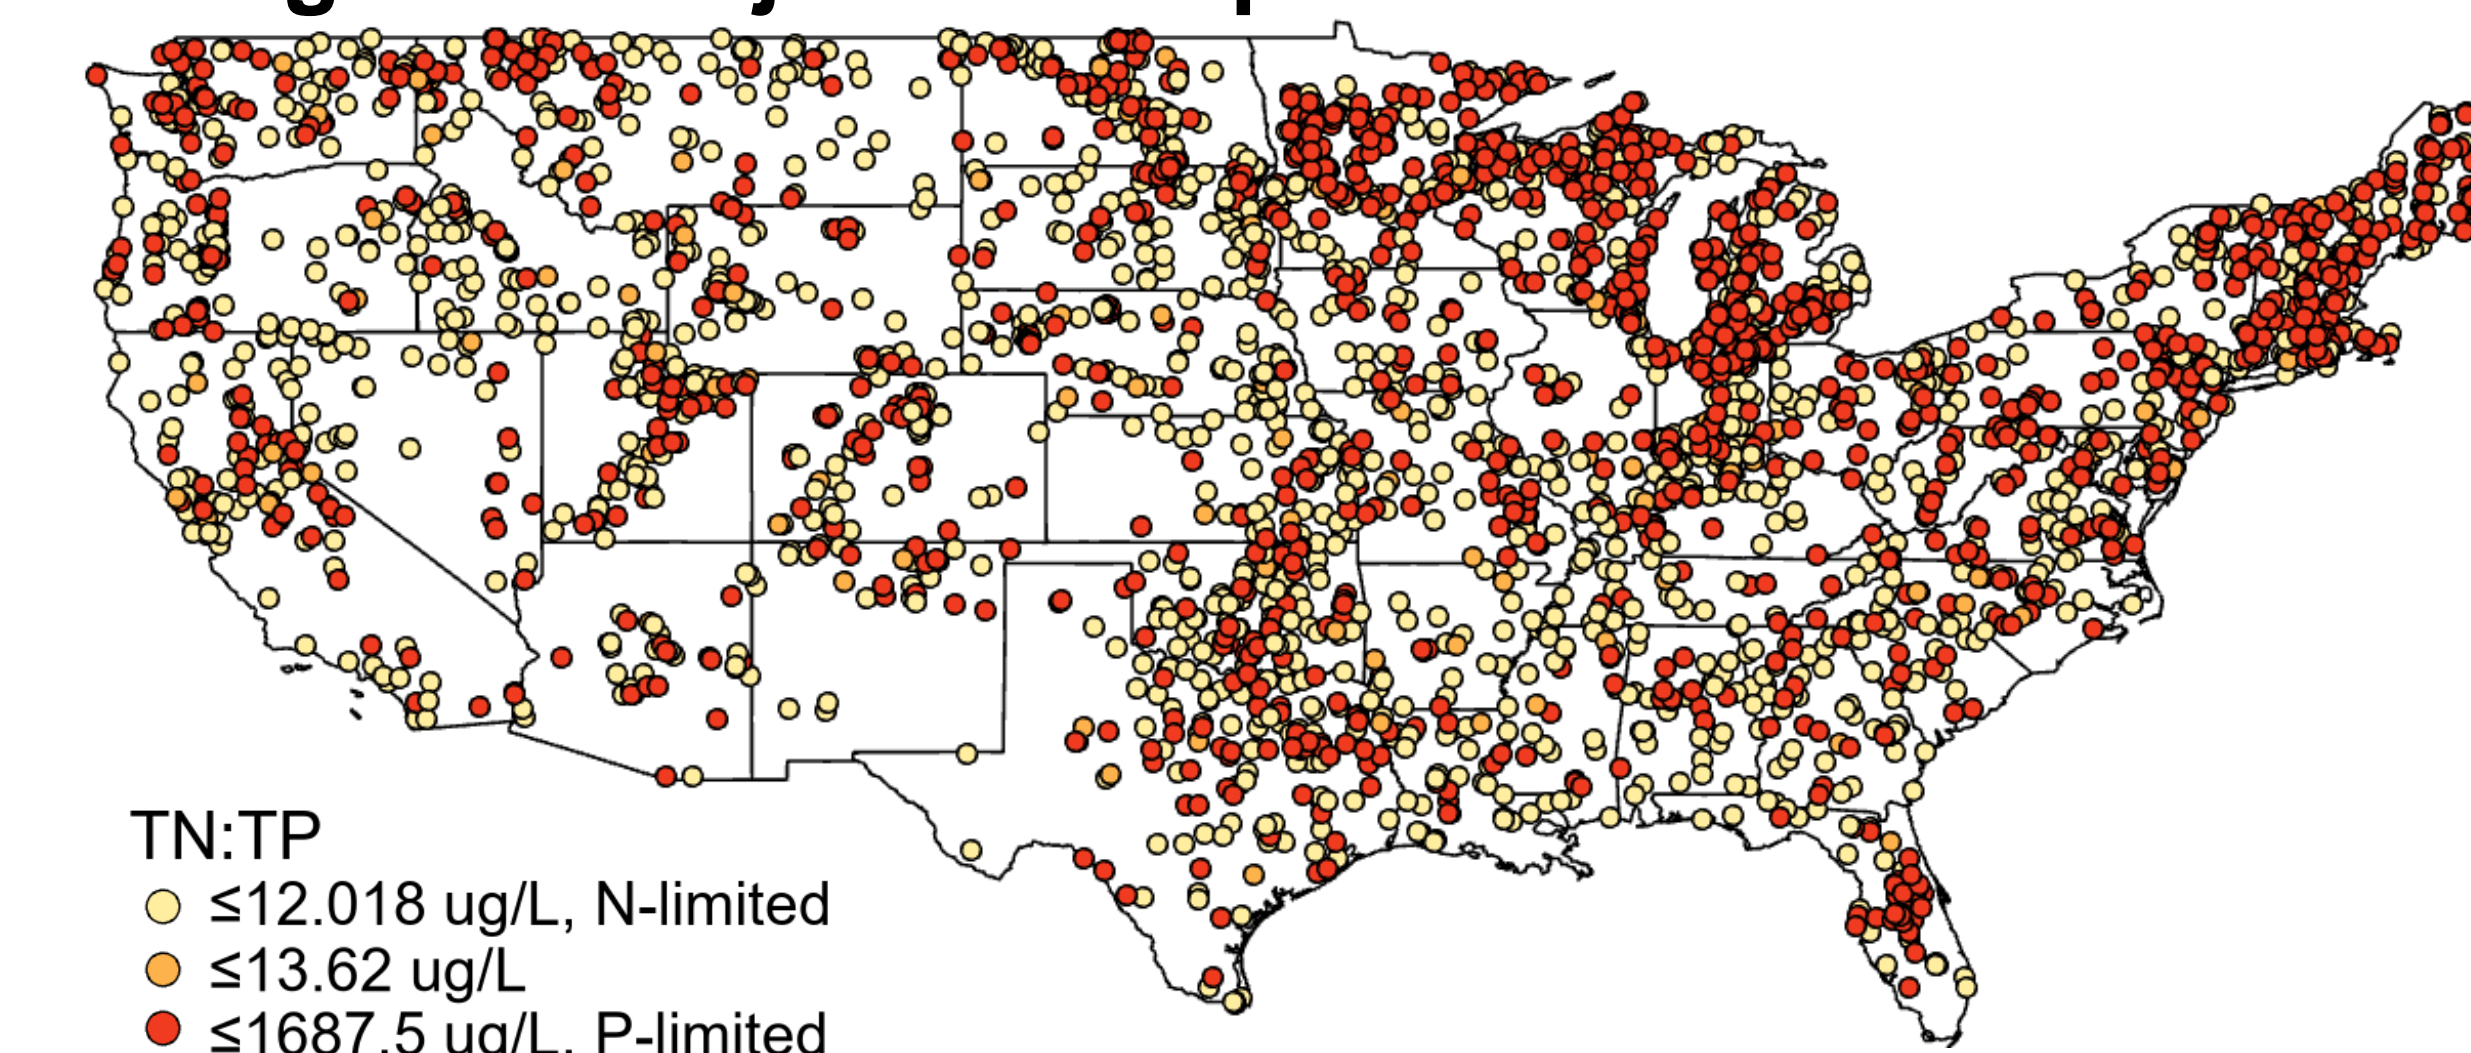 TN:TP
≤12.018 ug/L, N-limited
≤13.62 ug/L
≤1687.5 ug/L, P-limited